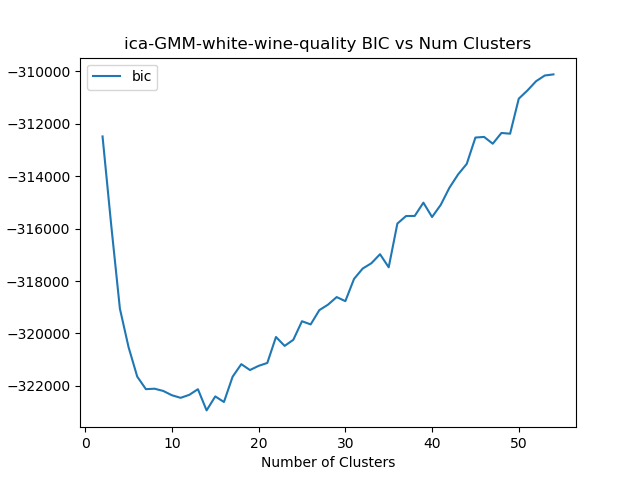 ica-GMM-white-wine-quality BIC vs Num Clusters
bic
−310000
−312000
−314000
−316000
−318000
−320000
−322000
0 10 20 30 40 50
Number of Clusters